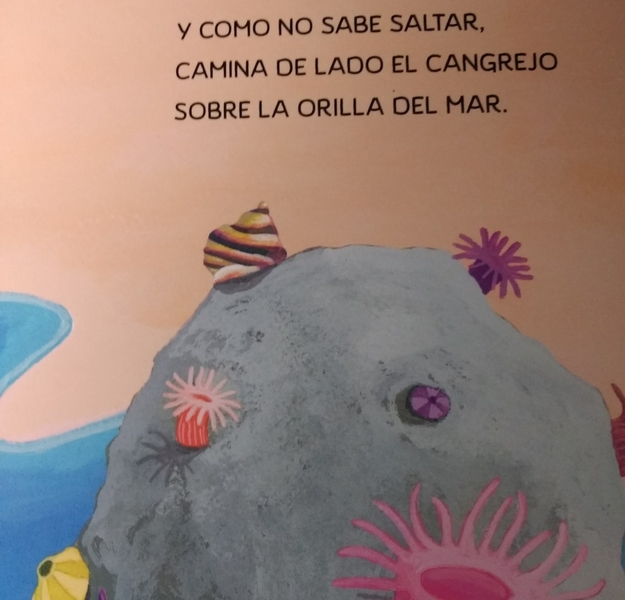 Y COMO NO SABE SALTAR,
CAMINA DE LADO EL CANGREJO
SOBRE LA ORILLA DEL MAR.